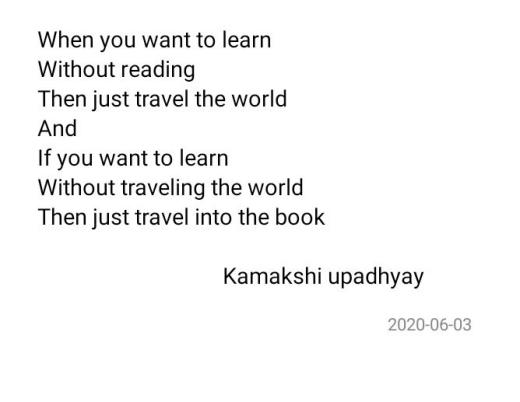 When you want to learn
Without reading
Then just travel the world
And
If you want to learn
Without traveling the world
Then just travel into the book
Kamakshi upadhyay
2020-06-03